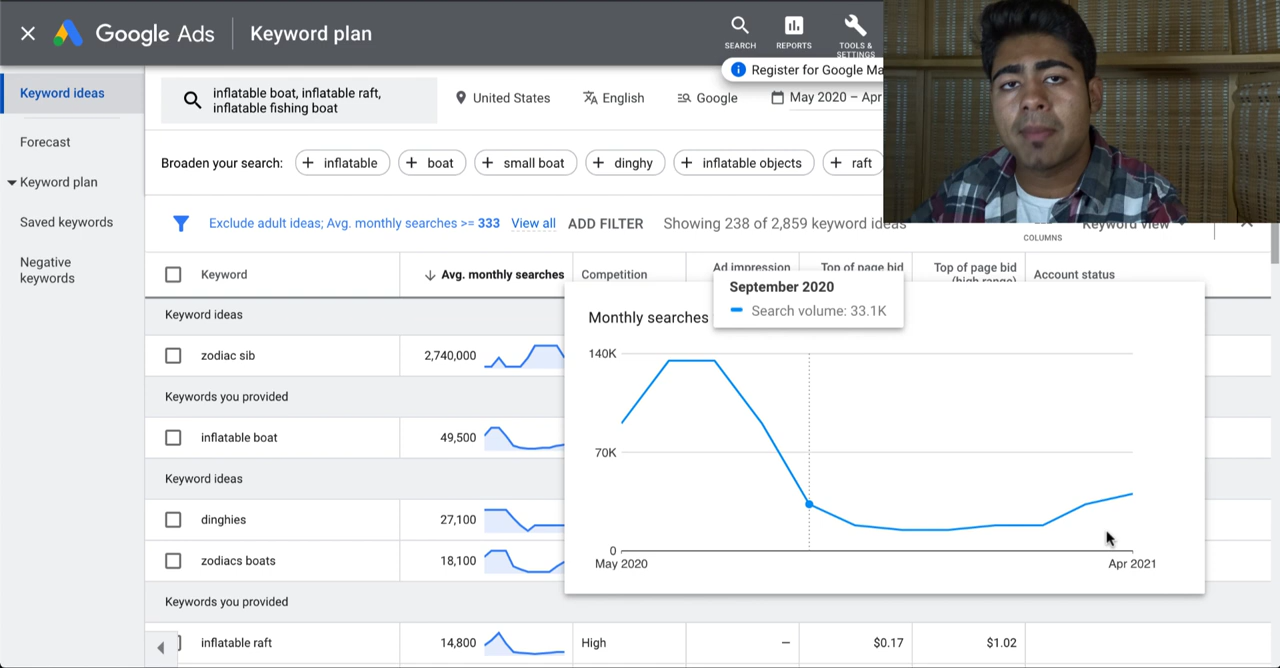 Google Ads
Keyword plan
SEARCH
REPORTS
TOOLS &
SETTINGS
Register for Google Ma
Keyword ideas
Forecast
Keyword plan
Saved keywords
Negative
keywords
inflatable boat, inflatable raft,
inflatable fishing boat
United States
English
Google
May 2020 – Apr
Broaden your search:
+ inflatable
+ boat
+ small boat
+ dinghy
+ inflatable objects
+ raft
Exclude adult ideas; Avg. monthly searches >= 333
View all
ADD FILTER
Showing 238 of 2,859 keyword ideas
COLUMNS
Keyword view
Keyword
Avg. monthly searches
Competition
Ad impression
Top of page bid
Top of page bid
(high range)
Account status
Keyword ideas
zodiac sib
2,740,000
Keywords you provided
inflatable boat
49,500
Keyword ideas
dinghies
27,100
zodiacs boats
18,100
Keywords you provided
inflatable raft
14,800
High
–
$0.17
$1.02
September 2020
Search volume: 33.1K
Monthly searches
140K
70K
0
May 2020
Apr 2021